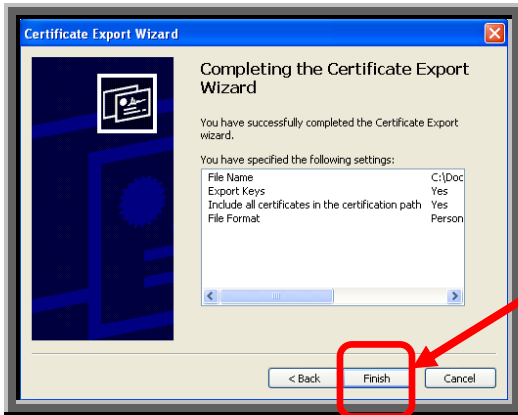 Certificate Export Wizard
Completing the Certificate Export
Wizard
You have successfully completed the Certificate Export
wizard.
You have specified the following settings:
File Name C:\Doc
Export Keys Yes
Include all certificates in the certification path Yes
File Format Person
< Back Finish Cancel